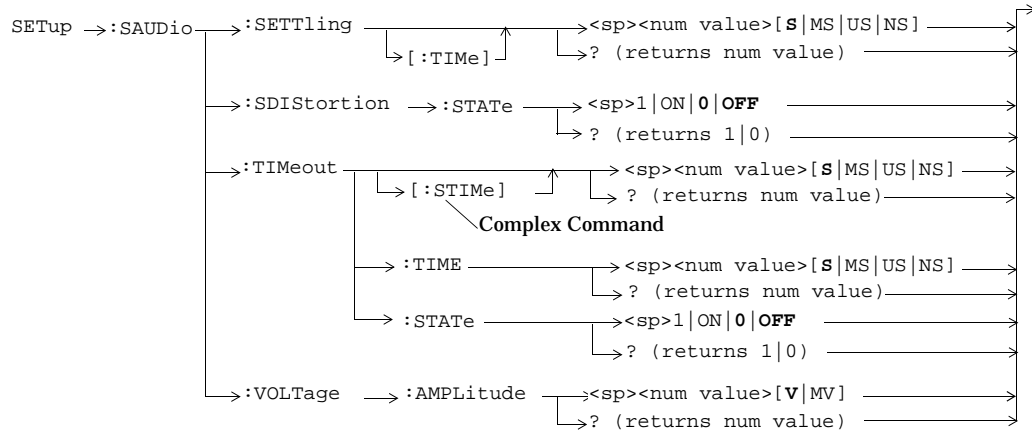 SETup :SAUDio :SETTling <sp><num value>[S|MS|US|NS]
[:TIMe] ? (returns num value)
:SDIStortion :STATe <sp>1|ON|0|OFF
? (returns 1|0)
:TIMeout <sp><num value>[S|MS|US|NS]
[:STIMe] ? (returns num value)
Complex Command
:TIME <sp><num value>[S|MS|US|NS]
? (returns num value)
:STATe <sp>1|ON|0|OFF
? (returns 1|0)
:VOLTage :AMPLitude <sp><num value>[V|MV]
? (returns num value)